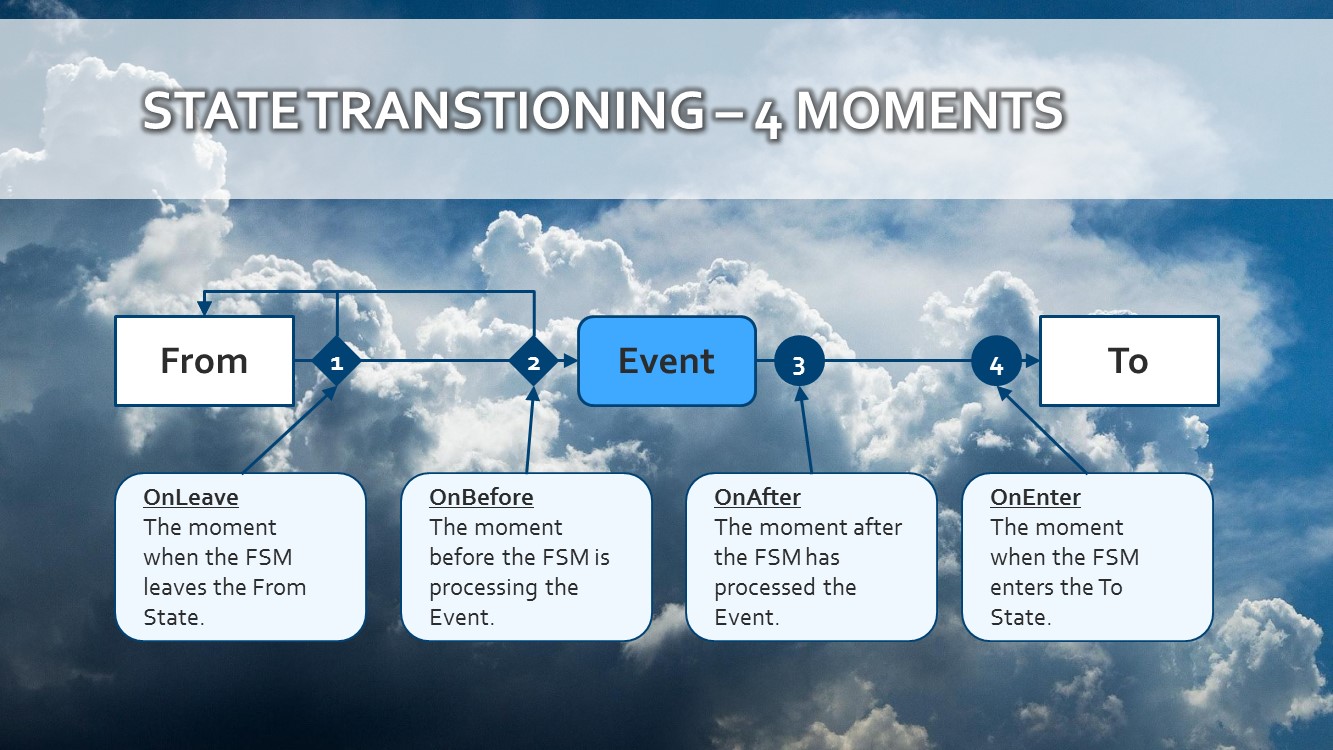 STATE TRANSTIONING – 4 MOMENTS
From
1
2
Event
3
4
To
OnLeave
The moment
when the FSM
leaves the From
State.
OnBefore
The moment
before the FSM is
processing the
Event.
OnAfter
The moment after
the FSM has
processed the
Event.
OnEnter
The moment
when the FSM
enters the To
State.